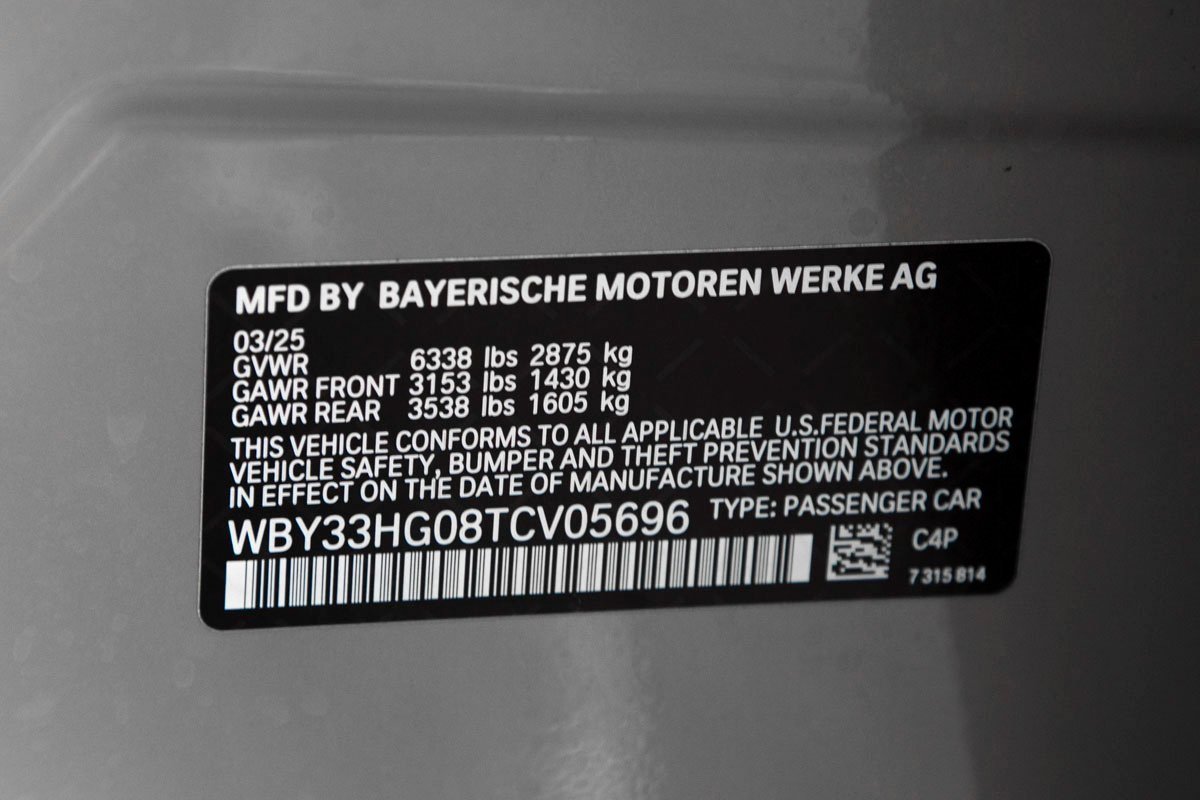 MFD BY BAYERISCHE MOTOREN WERKE AG
03/25
GVWR 6338 lbs 2875 kg
GAWR FRONT 3153 lbs 1430 kg
GAWR REAR 3538 lbs 1605 kg
THIS VEHICLE CONFORMS TO ALL APPLICABLE U.S.FEDERAL MOTOR
VEHICLE SAFETY, BUMPER AND THEFT PREVENTION STANDARDS
IN EFFECT ON THE DATE OF MANUFACTURE SHOWN ABOVE.
WBY33HG08TCV05696 TYPE: PASSENGER CAR
C4P
7 315 814